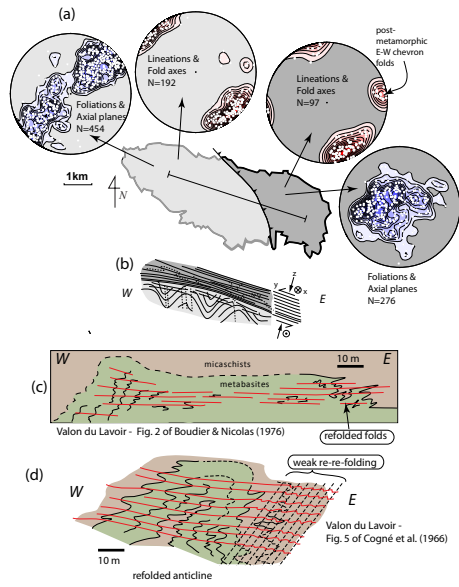 (a)
post-
metamorphic
E-W chevron
folds
Lineations &
Fold axes
N=192
Lineations &
Fold axes
N=97
Foliations &
Axial planes
N=454
1km
N
Foliations &
Axial planes
N=276
(b)
W
E
z
y
x
W
E
10 m
micaschists
metabasites
(c)
Valon du Lavoir - Fig. 2 of Boudier & Nicolas (1976)
refolded folds
(d)
weak re-re-folding
W
E
Valon du Lavoir -
Fig. 5 of Cogné et al.
(1966)
10 m
refolded anticline